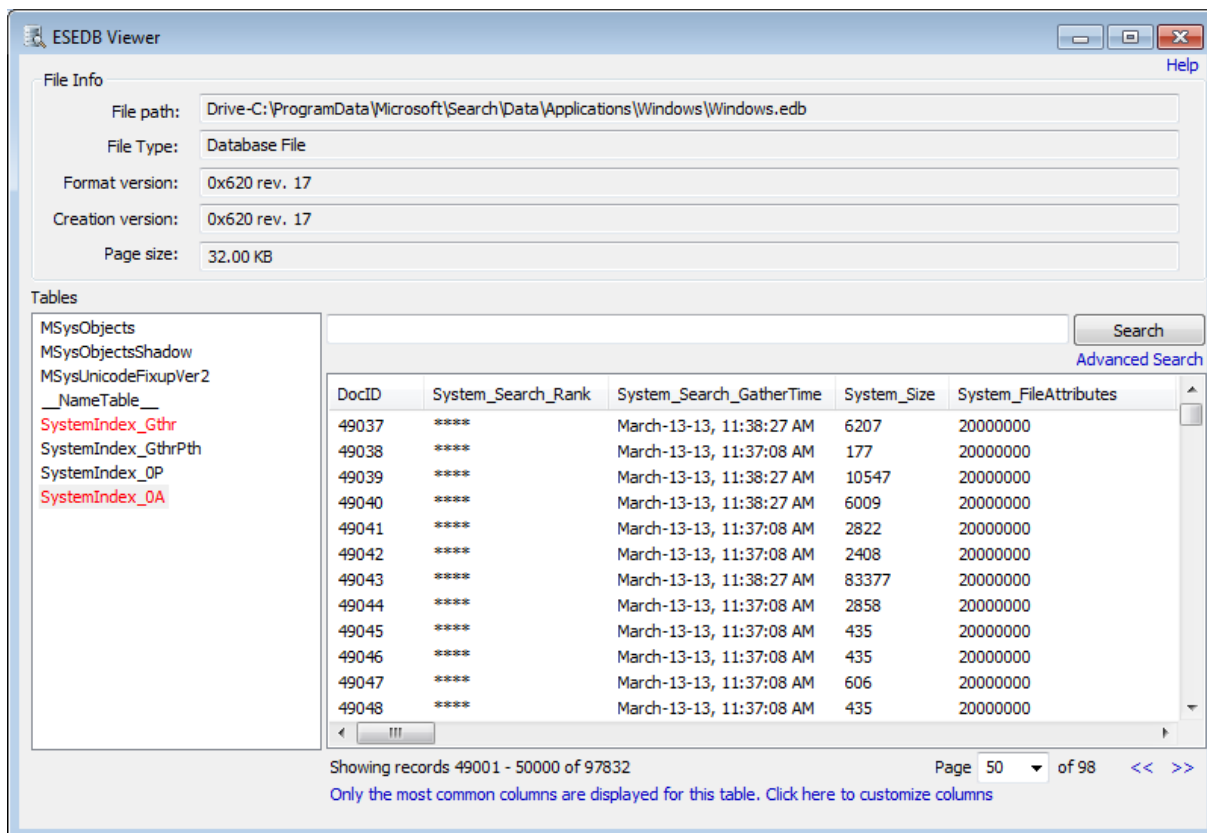 ESEDB Viewer
Help
File Info
File path: Drive-C:\ProgramData\Microsoft\Search\Data\Applications\Windows\Windows.edb
File Type: Database File
Format version: 0x620 rev. 17
Creation version: 0x620 rev. 17
Page size: 32.00 KB
Tables
MSysObjects
MSysObjectsShadow
MSysUnicodeFixupVer2
__NameTable__
SystemIndex_Gthr
SystemIndex_GthrPth
SystemIndex_0P
SystemIndex_0A
Search
Advanced Search
DocID System_Search_Rank System_Search_GatherTime System_Size System_FileAttributes
49037 **** March-13-13, 11:38:27 AM 6207 20000000
49038 **** March-13-13, 11:37:08 AM 177 20000000
49039 **** March-13-13, 11:38:27 AM 10547 20000000
49040 **** March-13-13, 11:38:27 AM 6009 20000000
49041 **** March-13-13, 11:37:08 AM 2822 20000000
49042 **** March-13-13, 11:37:08 AM 2408 20000000
49043 **** March-13-13, 11:38:27 AM 83377 20000000
49044 **** March-13-13, 11:37:08 AM 2858 20000000
49045 **** March-13-13, 11:37:08 AM 435 20000000
49046 **** March-13-13, 11:37:08 AM 435 20000000
49047 **** March-13-13, 11:37:08 AM 606 20000000
49048 **** March-13-13, 11:37:08 AM 435 20000000
Showing records 49001 - 50000 of 97832 Page 50 of 98 << >>
Only the most common columns are displayed for this table. Click here to customize columns